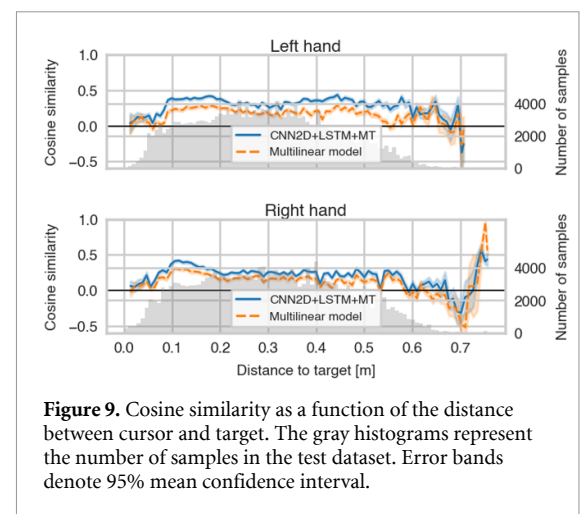 Left hand
Cosine similarity
1.0
0.5
0.0
−0.5
CNN2D+LSTM+MT
Multilinear model
4000
2000
0
Number of samples
Right hand
Cosine similarity
1.0
0.5
0.0
−0.5
CNN2D+LSTM+MT
Multilinear model
4000
2000
0
Number of samples
0.0 0.1 0.2 0.3 0.4 0.5 0.6 0.7
Distance to target [m]
Figure 9. Cosine similarity as a function of the distance
between cursor and target. The gray histograms represent
the number of samples in the test dataset. Error bands
denote 95% mean confidence interval.